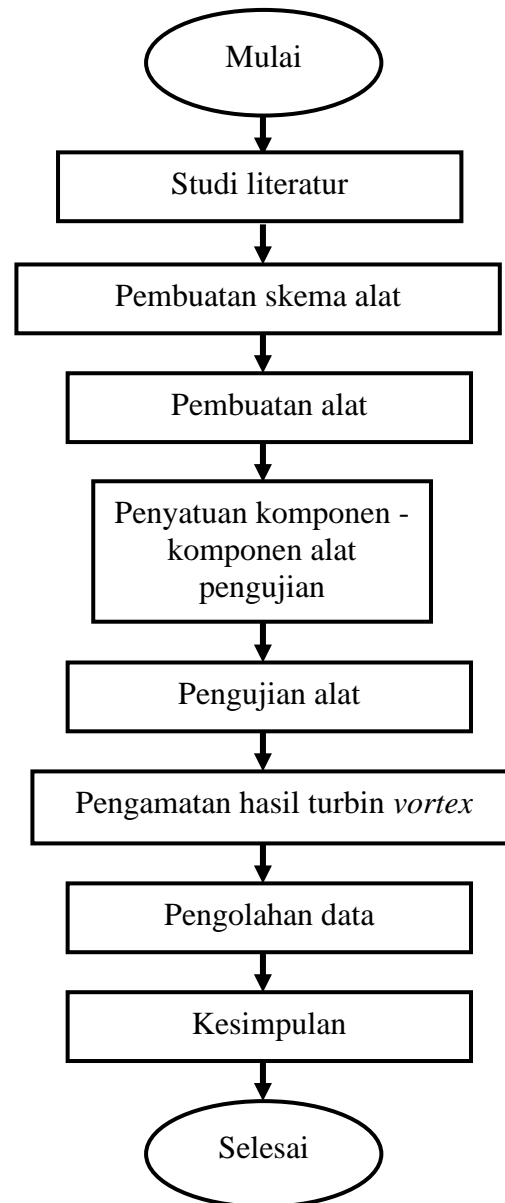 Mulai
Studi literatur
Pembuatan skema alat
Pembuatan alat
Penyatuan komponen -
komponen alat
pengujian
Pengujian alat
Pengamatan hasil turbin vortex
Pengolahan data
Kesimpulan
Selesai